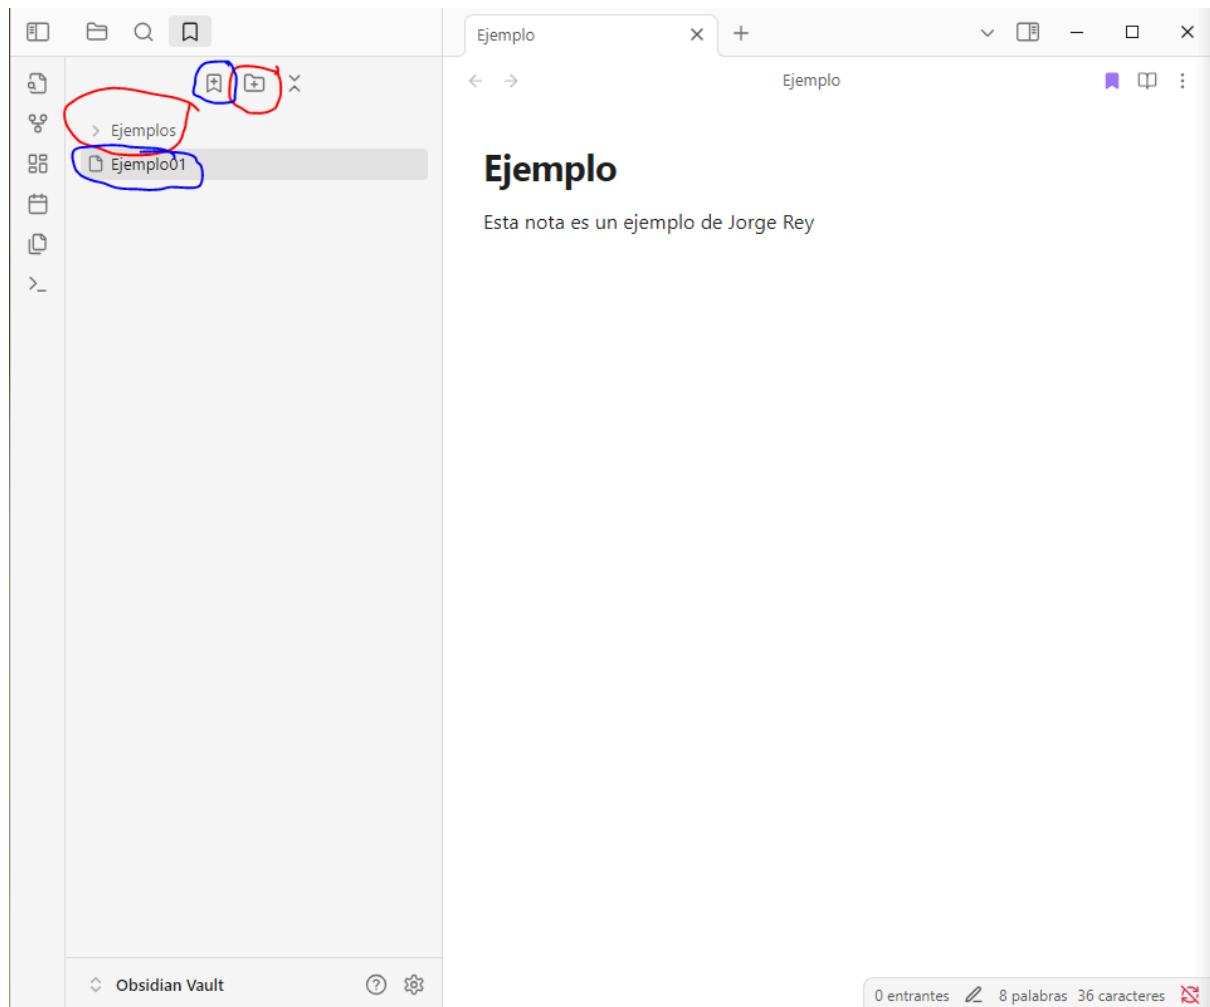 Ejemplo
Ejemplo
Ejemplos
Ejemplo01
Ejemplo
Esta nota es un ejemplo de Jorge Rey
Obsidian Vault
0 entrantes 8 palabras 36 caracteres